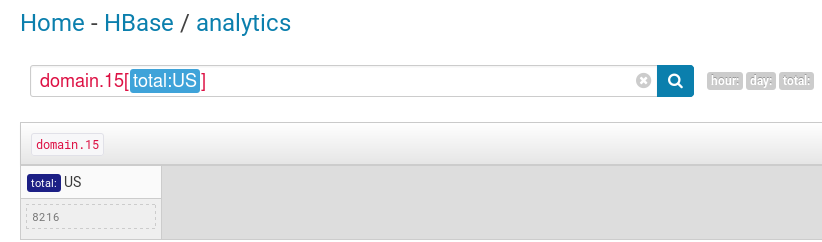 Home - HBase / analytics
domain.15[total:US] hour: day: total:
domain.15
total: US
8216